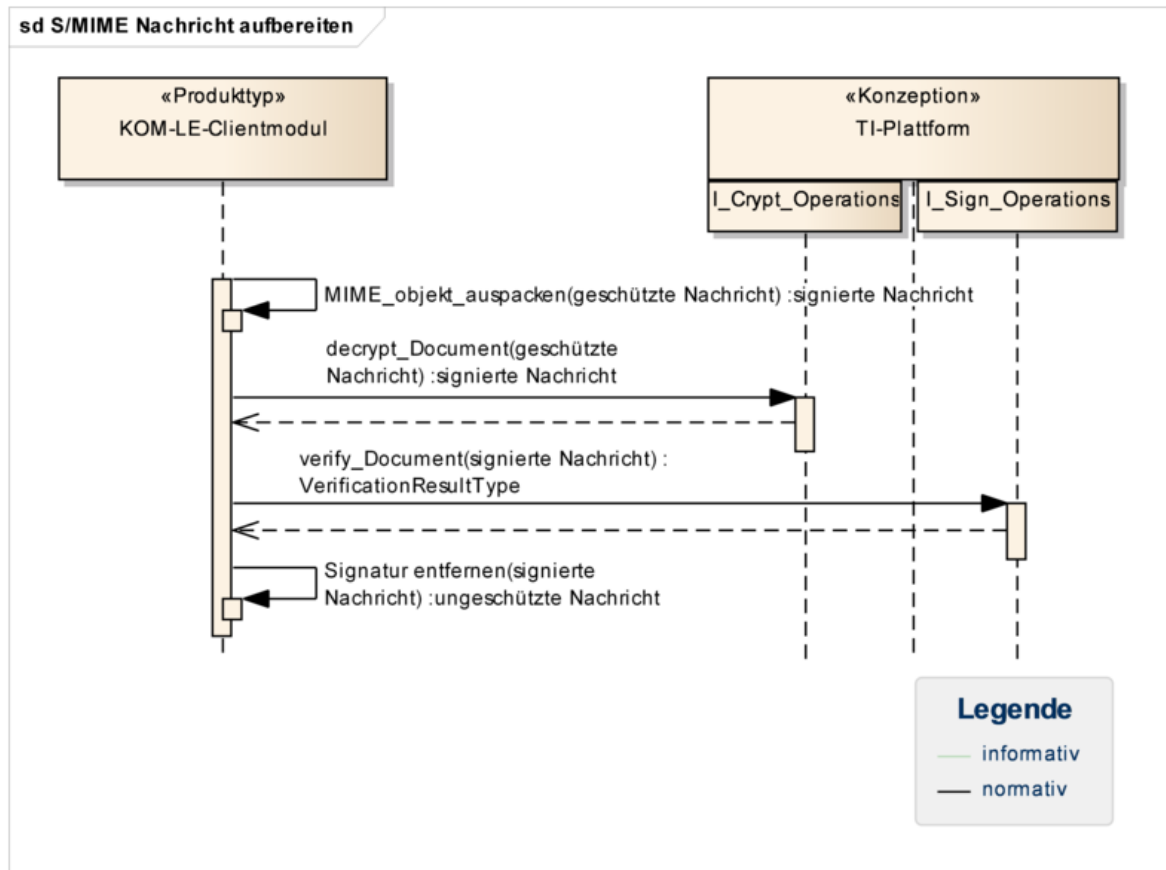 sd S/MIME Nachricht aufbereiten
«Produkttyp»
KOM-LE-Clientmodul
«Konzeption»
TI-Plattform
I_Crypt_Operations
I_Sign_Operations
MIME_objekt_auspacken(geschützte Nachricht) :signierte Nachricht
decrypt_Document(geschützte
Nachricht) :signierte Nachricht
verify_Document(signierte Nachricht) :
VerificationResultType
Signatur entfernen(signierte
Nachricht) :ungeschützte Nachricht
Legende
informativ
normativ